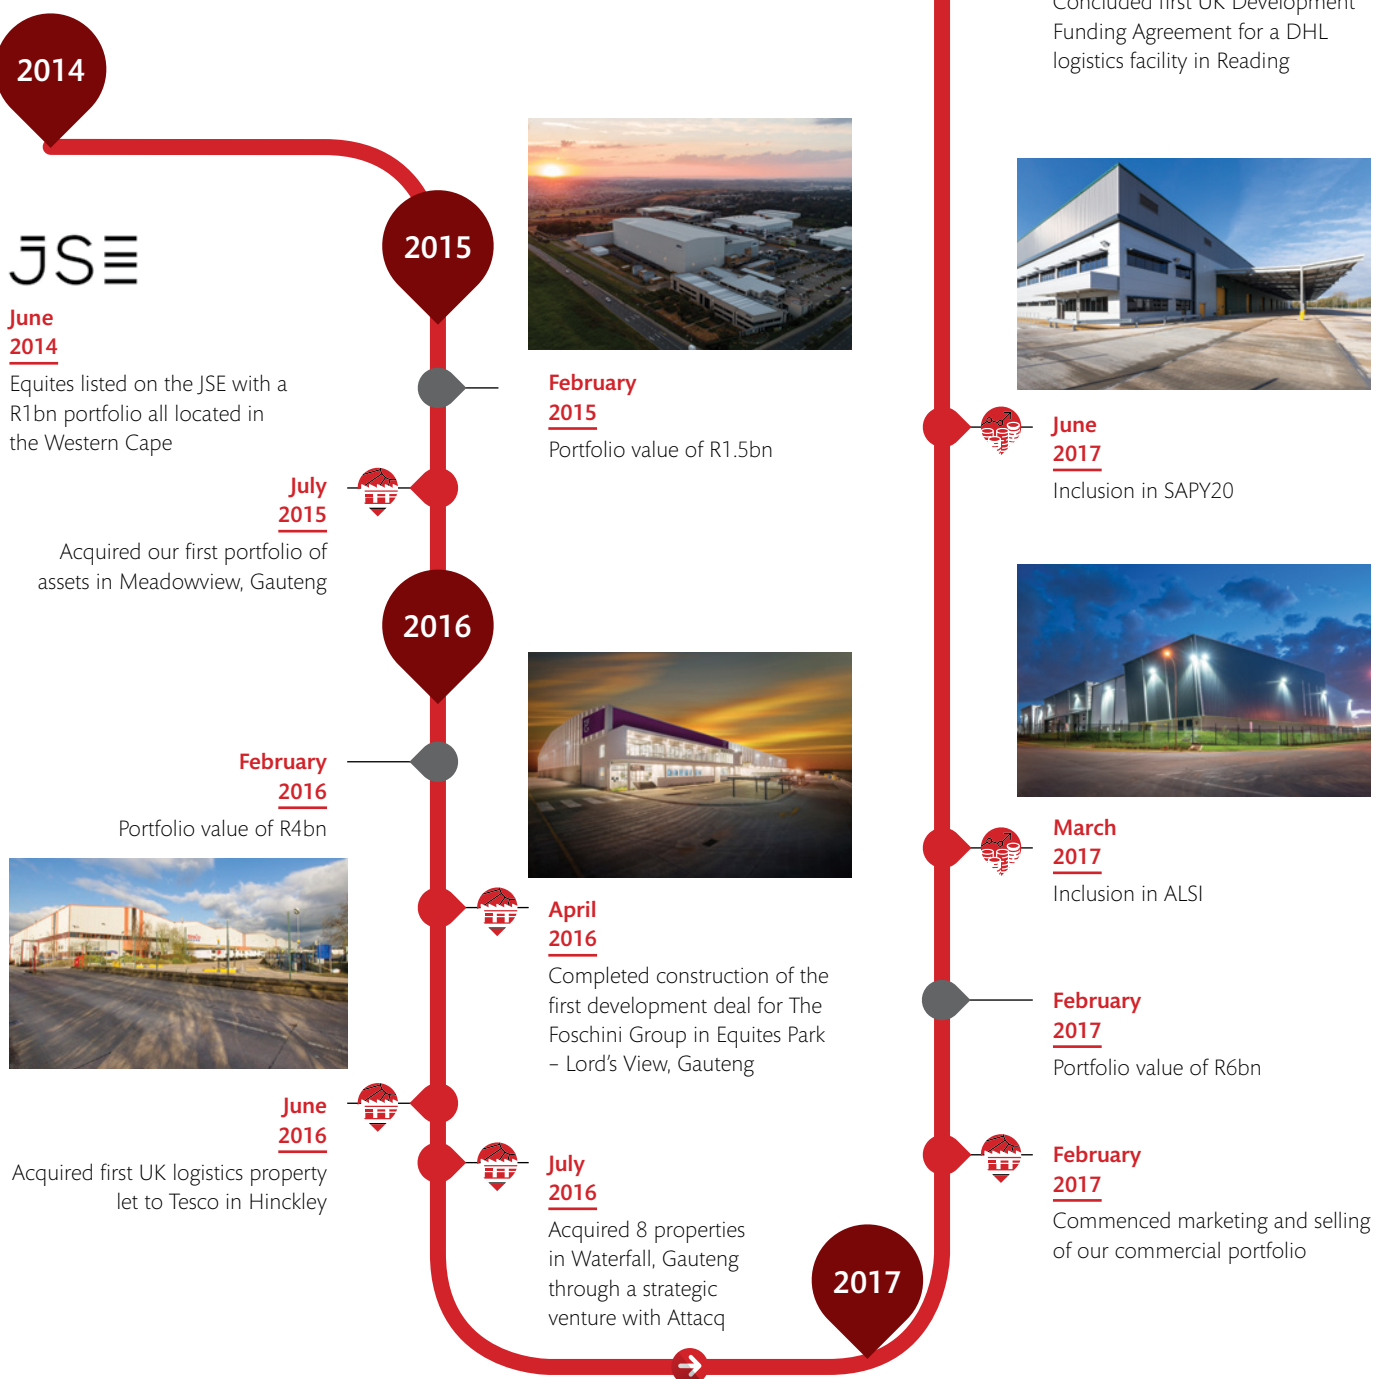 2014
JSE
June
2014
Equites listed on the JSE with a
R1bn portfolio all located in
the Western Cape
2015
February
2015
Portfolio value of R1.5bn
July
2015
Acquired our first portfolio of
assets in Meadowview, Gauteng
2016
February
2016
Portfolio value of R4bn
April
2016
Completed construction of the
first development deal for The
Foschini Group in Equites Park
– Lord's View, Gauteng
June
2016
Acquired first UK logistics property
let to Tesco in Hinckley
July
2016
Acquired 8 properties
in Waterfall, Gauteng
through a strategic
venture with Attacq
2017
February
2017
Commenced marketing and selling
of our commercial portfolio
February
2017
Portfolio value of R6bn
March
2017
Inclusion in ALSI
June
2017
Inclusion in SAPY20
Concluded first UK Development
Funding Agreement for a DHL
logistics facility in Reading